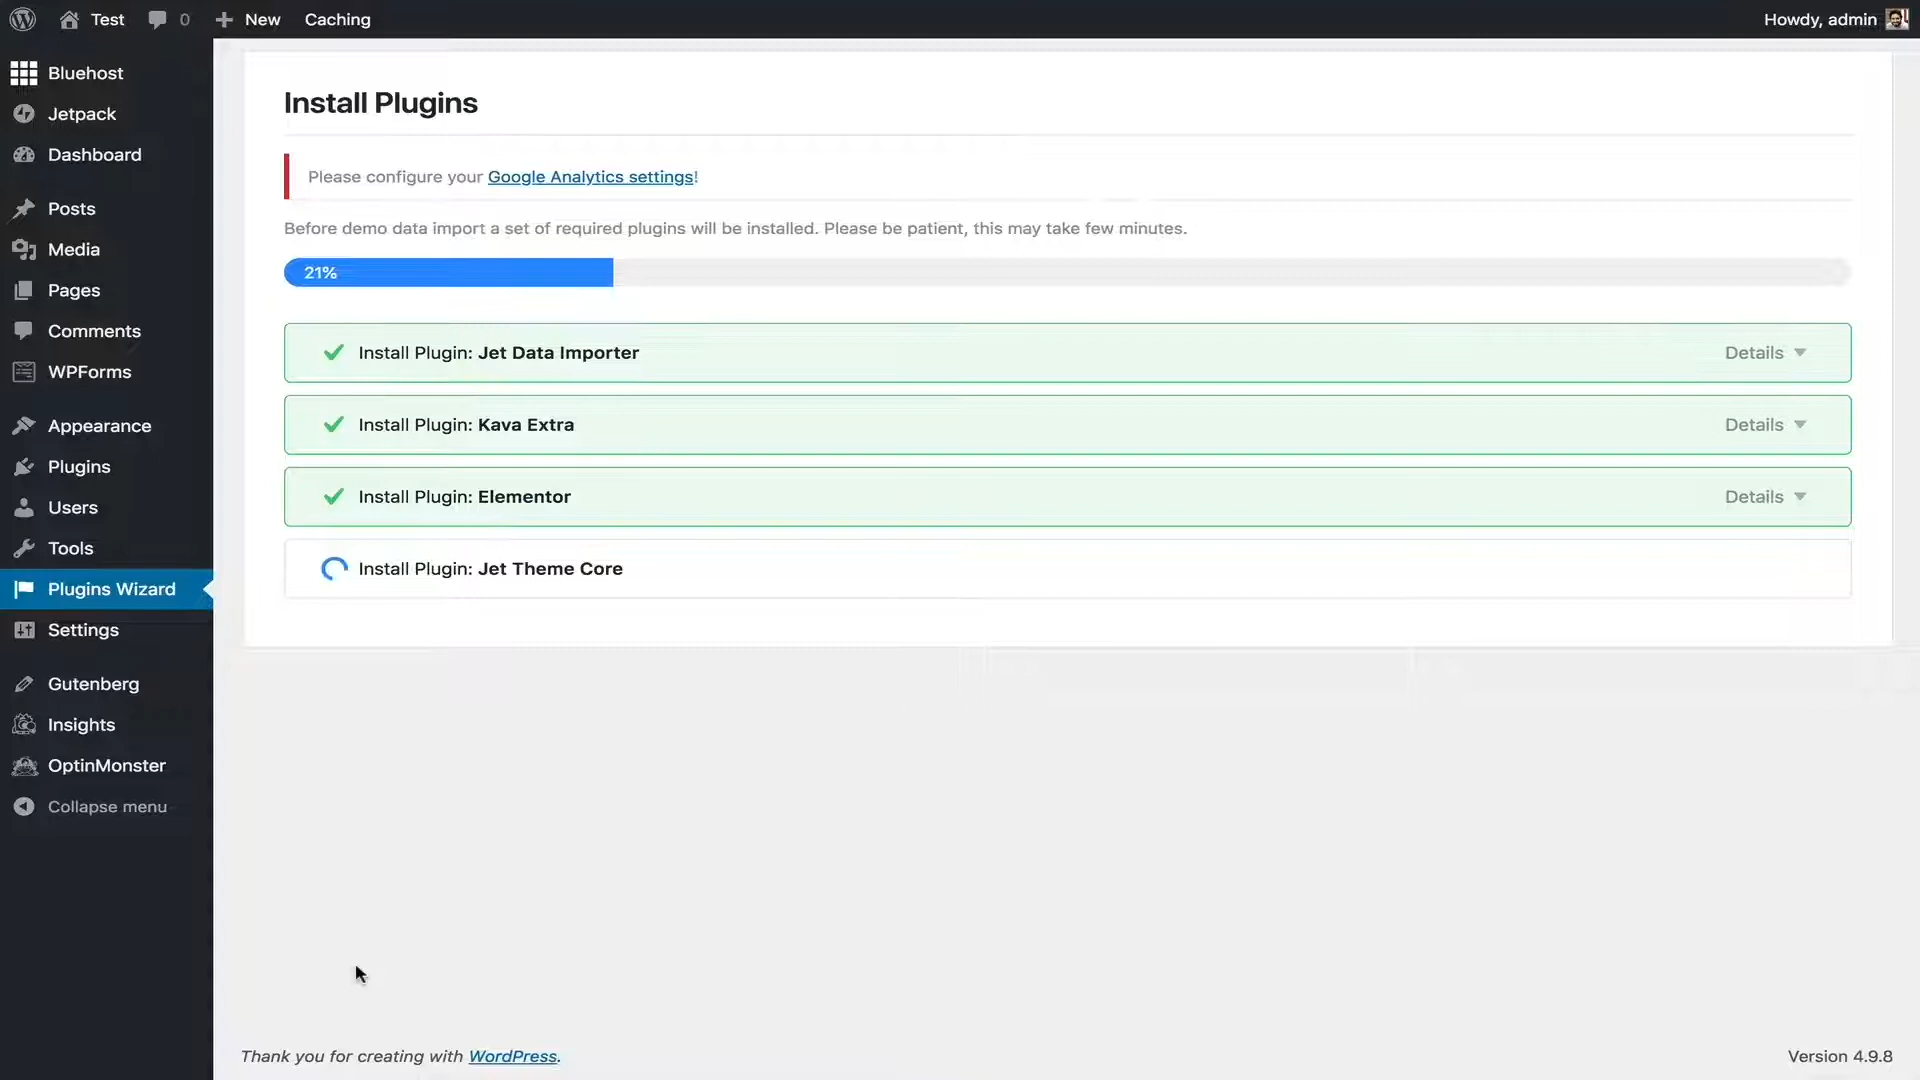 Test 0 New Caching Howdy, admin
Bluehost
Jetpack
Dashboard
Posts
Media
Pages
Comments
WPForms
Appearance
Plugins
Users
Tools
Plugins Wizard
Settings
Gutenberg
Insights
OptinMonster
Collapse menu
Install Plugins
Please configure your Google Analytics settings!
Before demo data import a set of required plugins will be installed. Please be patient, this may take few minutes.
21%
Install Plugin: Jet Data Importer Details
Install Plugin: Kava Extra Details
Install Plugin: Elementor Details
Install Plugin: Jet Theme Core
Thank you for creating with WordPress. Version 4.9.8